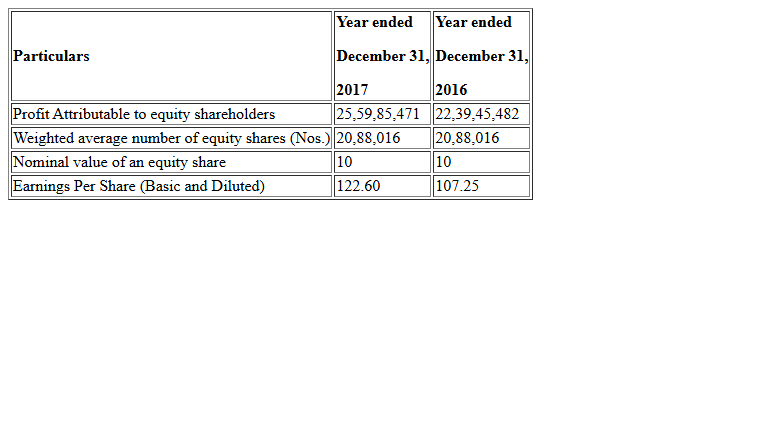 Particulars
Year ended
December 31,
2017
Year ended
December 31,
2016
Profit Attributable to equity shareholders 25,59,85,471 22,39,45,482
Weighted average number of equity shares (Nos.) 20,88,016 20,88,016
Nominal value of an equity share 10 10
Earnings Per Share (Basic and Diluted) 122.60 107.25